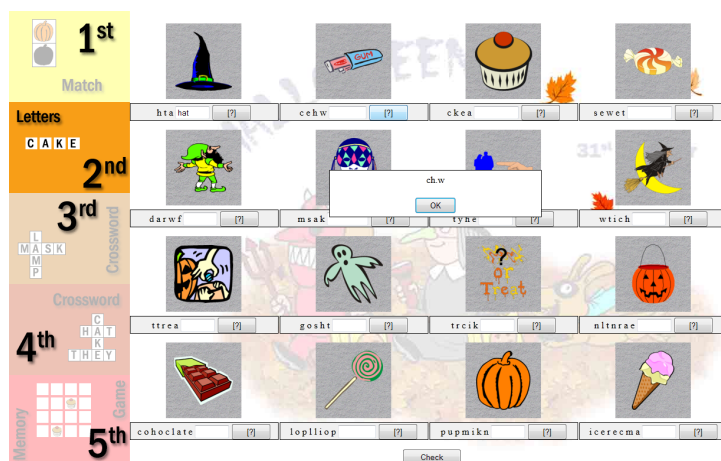 1st
Match
Letters
CAKE
2nd
3rd
LAMP
MASK
Crossword
Crossword
CAKE
HAT
THEY
4th
Memory
Game
5th
HALLOWEEN
31st
GUM
hta hat [?]
cehw [?]
ckea [?]
sewet [?]
ch.w
OK
darwf [?]
msak [?]
tyhe [?]
wtich [?]
?
or
Treat
ttrea [?]
gosht [?]
trcik [?]
nltnrae [?]
cohoclate [?]
loplliop [?]
pupmikn [?]
icerecma [?]
Check